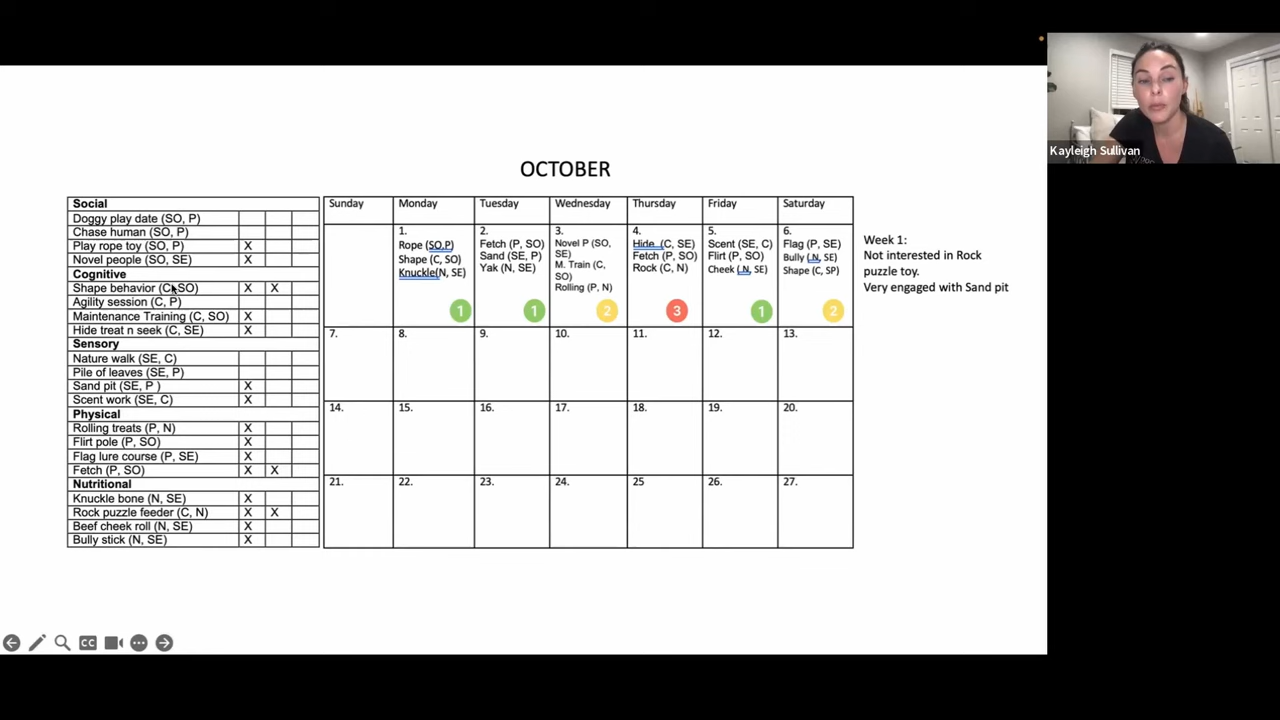 Kayleigh Sullivan
OCTOBER
Social
Doggy play date (SO, P)
Chase human (SO, P)
Play rope toy (SO, P) X
Novel people (SO, SE) X
Cognitive
Shape behavior (C, SO) X X
Agility session (C, P)
Maintenance Training (C, SO) X
Hide treat n seek (C, SE) X
Sensory
Nature walk (SE, C)
Pile of leaves (SE, P)
Sand pit (SE, P ) X
Scent work (SE, C) X
Physical
Rolling treats (P, N) X
Flirt pole (P, SO) X
Flag lure course (P, SE) X
Fetch (P, SO) X X
Nutritional
Knuckle bone (N, SE) X
Rock puzzle feeder (C, N) X X
Beef cheek roll (N, SE) X
Bully stick (N, SE) X
Sunday Monday Tuesday Wednesday Thursday Friday Saturday
1.
Rope (SO,P)
Shape (C, SO)
Knuckle(N, SE)
1
2.
Fetch (P, SO)
Sand (SE, P)
Yak (N, SE)
1
3.
Novel P (SO,
SE)
M. Train (C,
SO)
Rolling (P, N)
2
4.
Hide (C, SE)
Fetch (P, SO)
Rock (C, N)
3
5.
Scent (SE, C)
Flirt (P, SO)
Cheek ( N, SE)
1
6.
Flag (P, SE)
Bully ( N, SE)
Shape (C, SP)
2
7. 8. 9. 10. 11. 12. 13.
14. 15. 16. 17. 18. 19. 20.
21. 22. 23. 24. 25 26. 27.
Week 1:
Not interested in Rock
puzzle toy.
Very engaged with Sand pit
CC